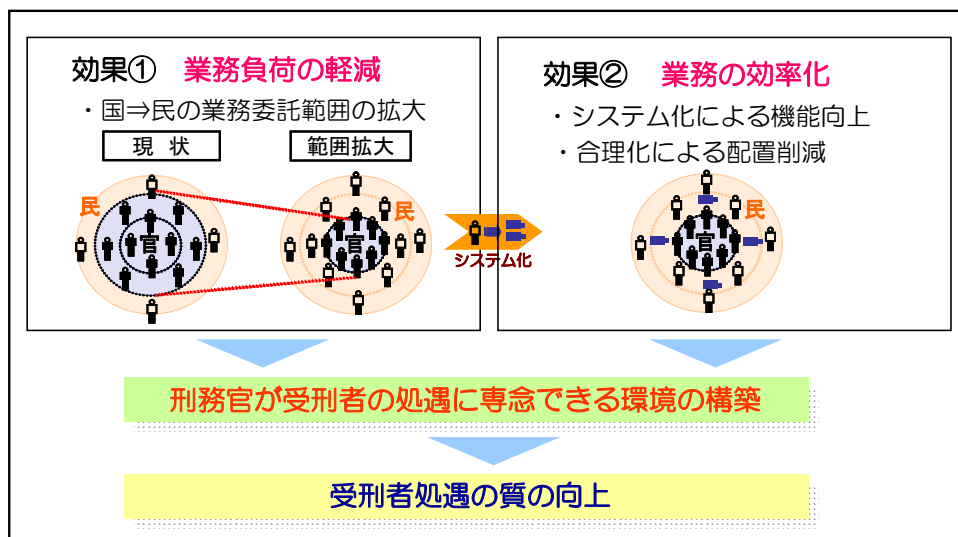 効果① 業務負荷の軽減
・国⇒民の業務委託範囲の拡大
現 状
範囲拡大
民
官
民
官
システム化
効果② 業務の効率化
・システム化による機能向上
・合理化による配置削減
民
官
刑務官が受刑者の処遇に専念できる環境の構築
受刑者処遇の質の向上